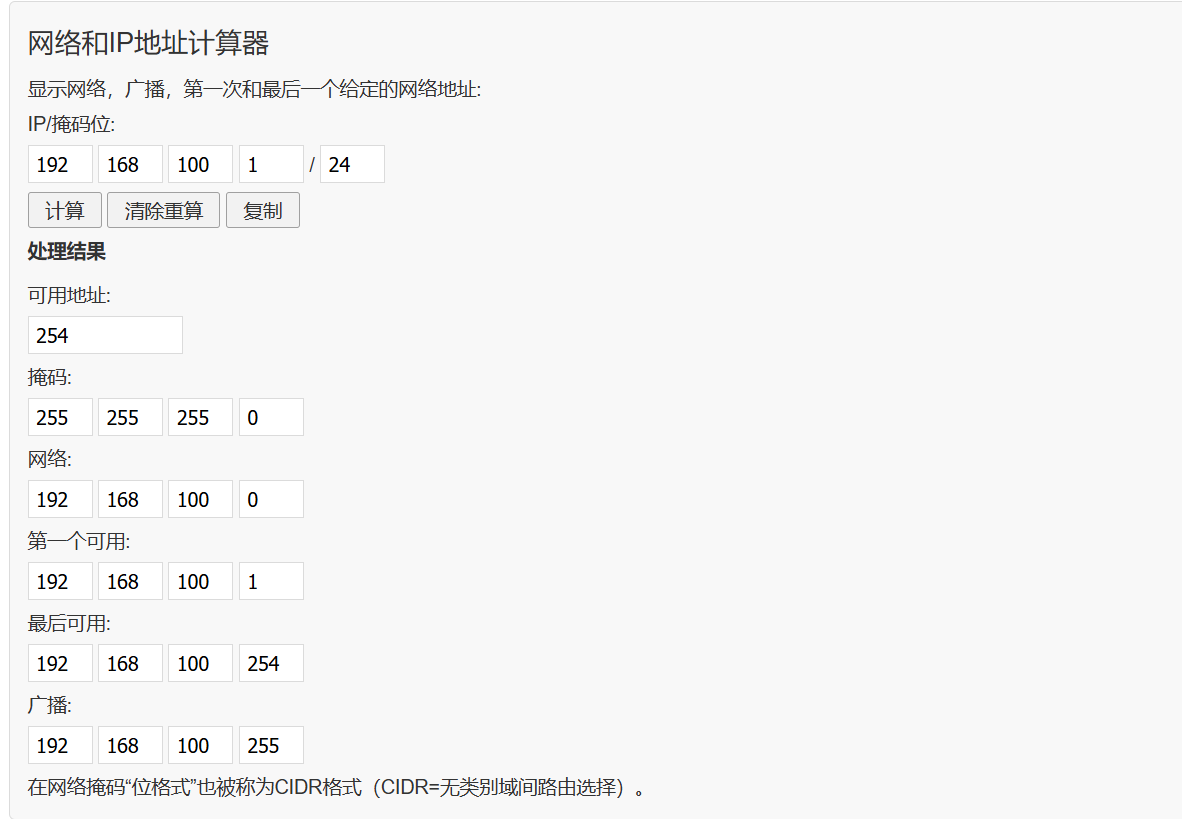 网络和IP地址计算器
显示网络，广播，第一次和最后一个给定的网络地址:
IP/掩码位:
192 168 100 1 / 24
计算 清除重算 复制
处理结果
可用地址:
254
掩码:
255 255 255 0
网络:
192 168 100 0
第一个可用:
192 168 100 1
最后可用:
192 168 100 254
广播:
192 168 100 255
在网络掩码“位格式”也被称为CIDR格式（CIDR=无类别域间路由选择）。